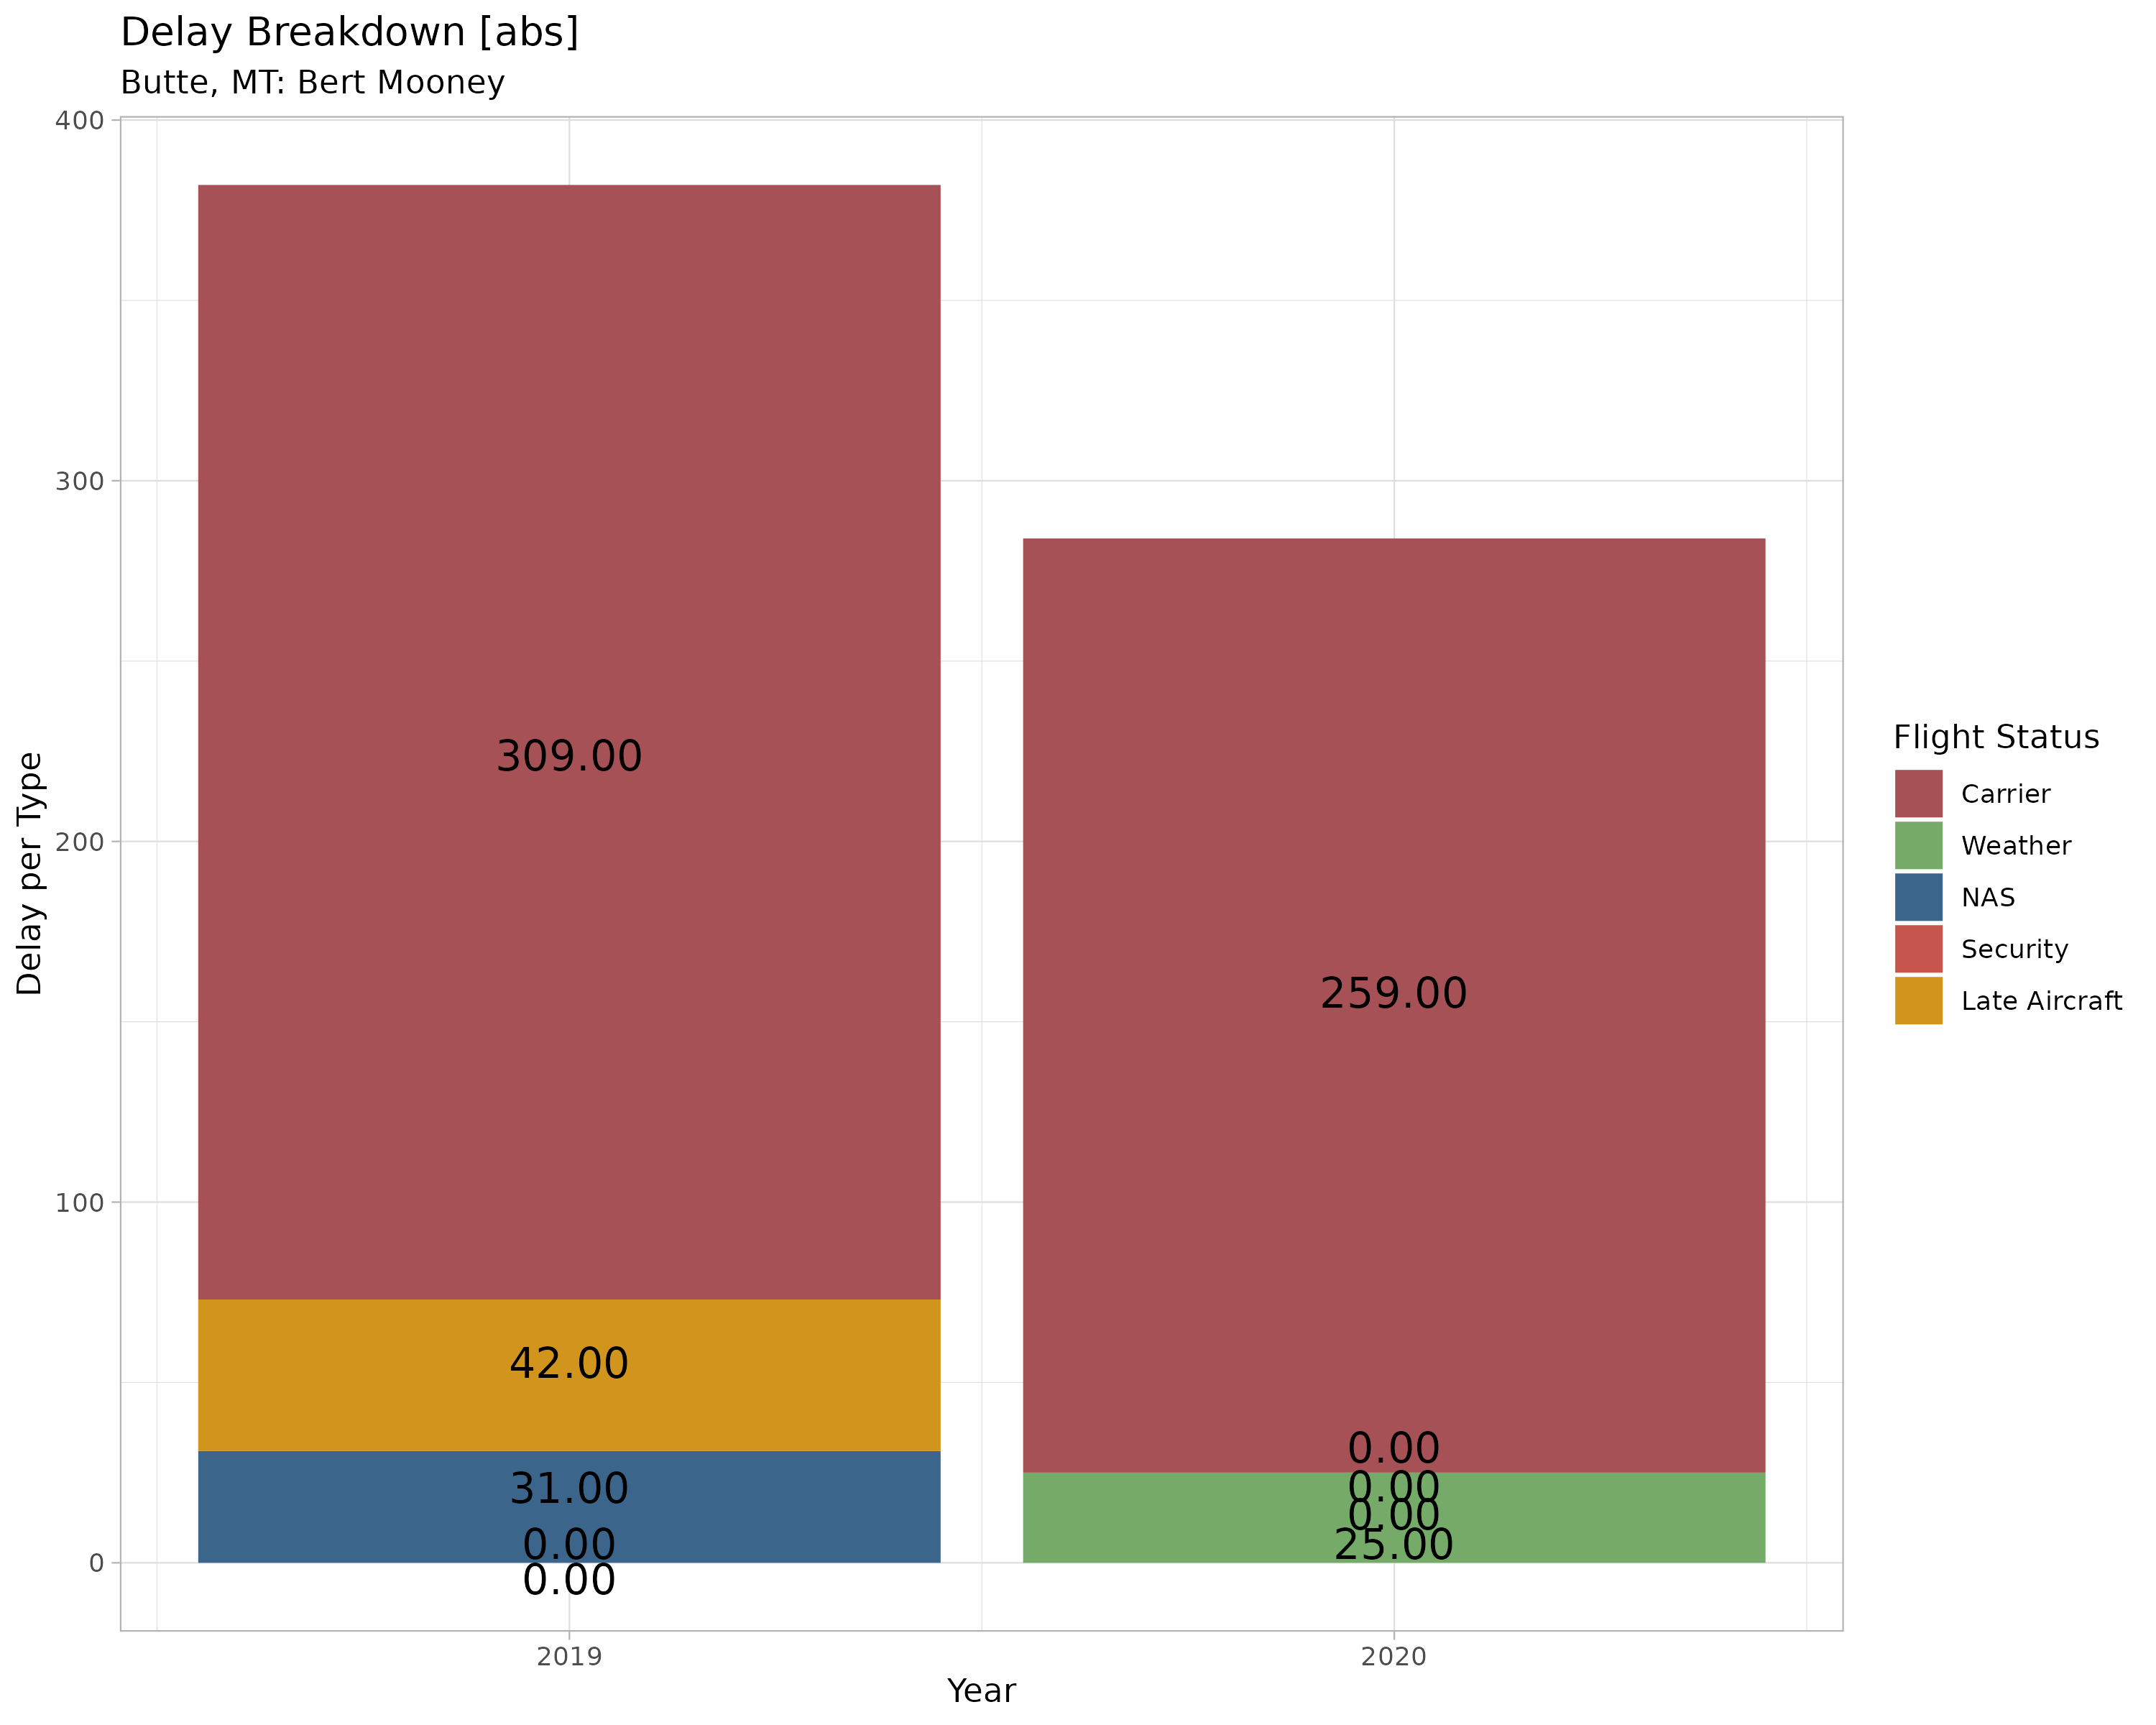 Delay Breakdown [abs]
Butte, MT: Bert Mooney
400
300
200
100
0
Delay per Type
309.00
42.00
31.00
0.00
0.00
259.00
0.00
0.00
0.00
25.00
2019
2020
Year
Flight Status
Carrier
Weather
NAS
Security
Late Aircraft